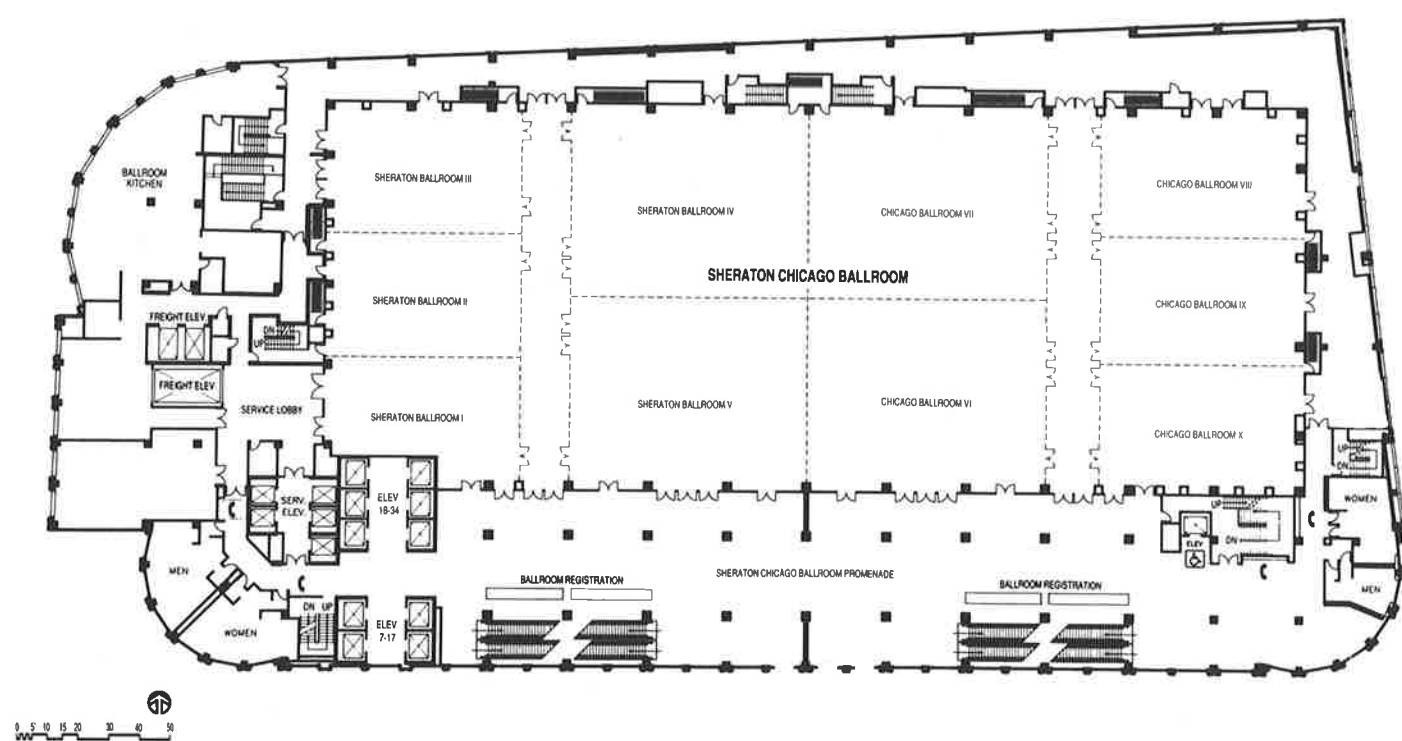 BALLROOM
KITCHEN
SHERATON BALLROOM III
SHERATON BALLROOM IV
CHICAGO BALLROOM VII
CHICAGO BALLROOM VIII
SHERATON CHICAGO BALLROOM
SHERATON BALLROOM II
CHICAGO BALLROOM IX
FREIGHT ELEV.
DN
UP
FREIGHT ELEV
SERVICE LOBBY
SHERATON BALLROOM I
SHERATON BALLROOM V
CHICAGO BALLROOM VI
CHICAGO BALLROOM X
UP
DN
SERV.
ELEV.
ELEV
18-34
WOMEN
UP
DN
ELEV
MEN
BALLROOM REGISTRATION
SHERATON CHICAGO BALLROOM PROMENADE
BALLROOM REGISTRATION
MEN
DN UP
WOMEN
ELEV
7-17
0 5 10 15 20 30 40 50